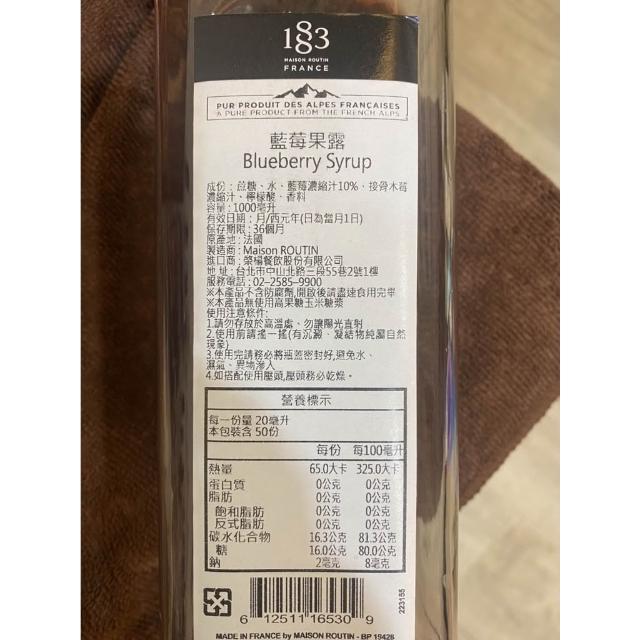 1883
MAISON ROUTIN
FRANCE
PUR PRODUIT DES ALPES FRANÇAISES
A PURE PRODUCT FROM THE FRENCH ALPS
藍莓果露
Blueberry Syrup
成份：蔗糖、水、藍莓濃縮汁10%、接骨木莓
濃縮汁、檸檬酸、香料
容量：1000毫升
有效日期：月/西元年(日為當月1日)
保存期限：36個月
原產地：法國
製造商：Maison ROUTIN
進口商：榮楊餐飲股份有限公司
地 址：台北市中山北路三段55巷2號1樓
服務電話：02–2585–9900
※本產品不含防腐劑,開啟後請盡速食用完畢
※本產品無使用高果糖玉米糖漿
使用注意條件:
1.請勿存放於高溫處、勿讓陽光直射
2.使用前請搖一搖(有沉澱、凝結物純屬自然
現象)
3.使用完請務必將瓶蓋密封好,避免水、
濕氣、異物滲入
4.如搭配使用壓頭,壓頭務必乾燥。
營養標示
每一份量 20毫升
本包裝含 50份
每份 每100毫升
熱量 65.0大卡 325.0大卡
蛋白質 0公克 0公克
脂肪 0公克 0公克
飽和脂肪 0公克 0公克
反式脂肪 0公克 0公克
碳水化合物 16.3公克 81.3公克
糖 16.0公克 80.0公克
鈉 2毫克 8毫克
6 12511 16530 9
223155
MADE IN FRANCE by MAISON ROUTIN - BP 19428